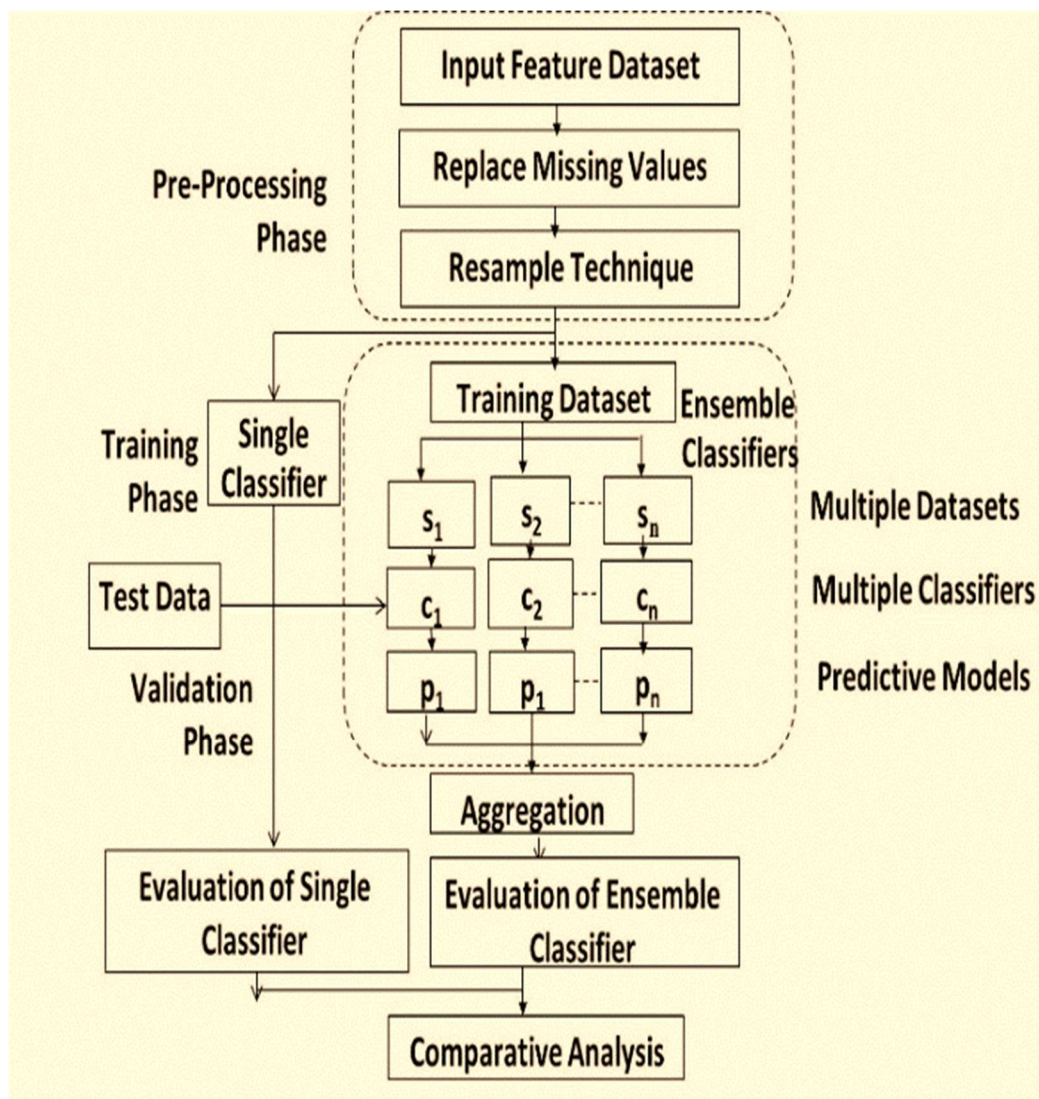 Input Feature Dataset
Replace Missing Values
Pre-Processing
Phase
Resample Technique
Training Dataset
Ensemble
Classifiers
Single
Classifier
Training
Phase
s1
s2
sn
Multiple Datasets
Test Data
c1
c2
cn
Multiple Classifiers
p1
p1
pn
Predictive Models
Validation
Phase
Aggregation
Evaluation of Single
Classifier
Evaluation of Ensemble
Classifier
Comparative Analysis